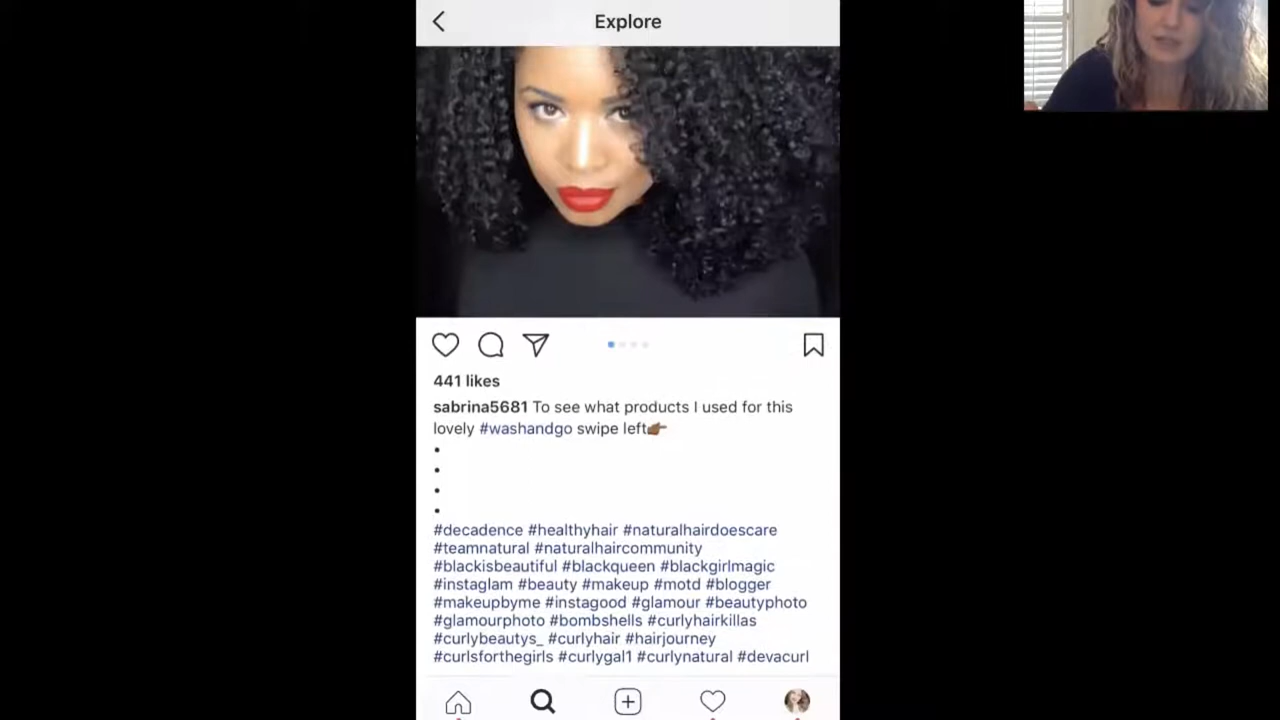 Explore
441 likes
sabrina5681 To see what products I used for this
lovely #washandgo swipe left
#decadence #healthyhair #naturalhairdoescare
#teamnatural #naturalhaircommunity
#blackisbeautiful #blackqueen #blackgirlmagic
#instaglam #beauty #makeup #motd #blogger
#makeupbyme #instagood #glamour #beautyphoto
#glamourphoto #bombshells #curlyhairkillas
#curlybeautys_ #curlyhair #hairjourney
#curlsforthegirls #curlygal1 #curlynatural #devacurl